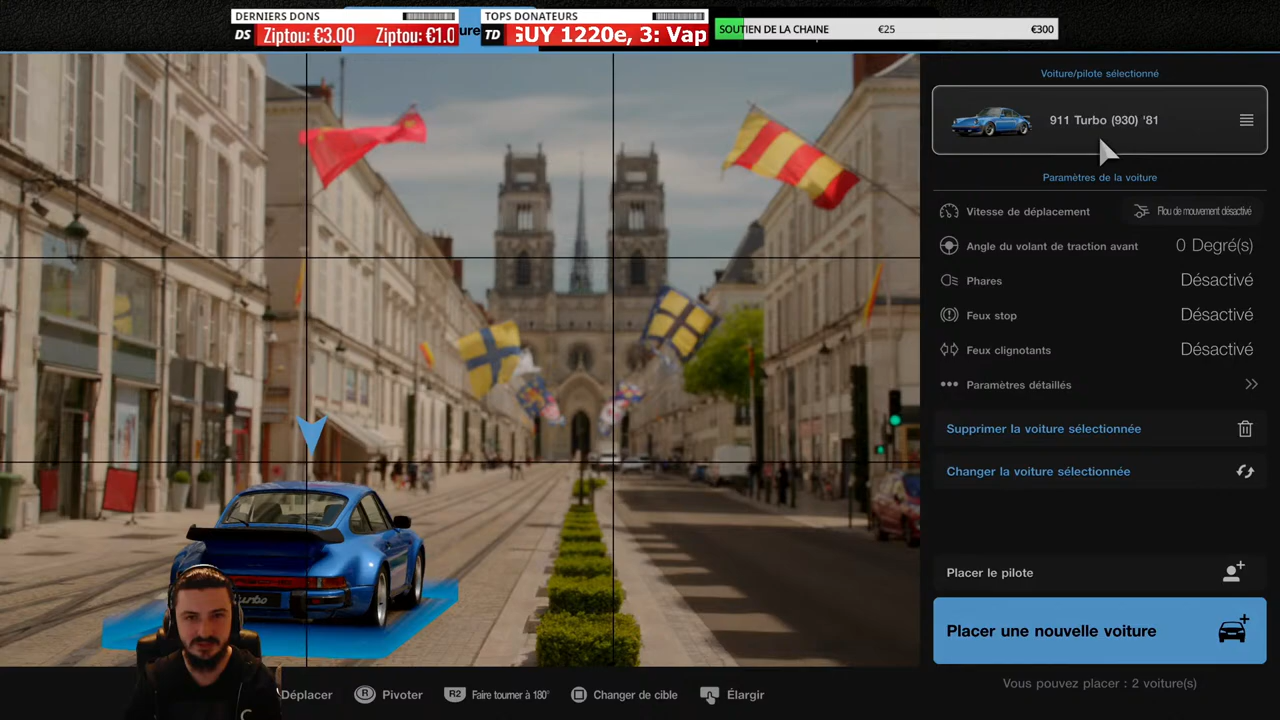 DERNIERS DONS
DS Ziptou: €3.00 Ziptou: €1.0
TOPS DONATEURS
TD GUY 1220e, 3: Vap
SOUTIEN DE LA CHAINE €25 €300
Voiture/pilote sélectionné
911 Turbo (930) '81
Paramètres de la voiture
Vitesse de déplacement Flou de mouvement désactivé
Angle du volant de traction avant 0 Degré(s)
Phares Désactivé
Feux stop Désactivé
Feux clignotants Désactivé
Paramètres détaillés
Supprimer la voiture sélectionnée
Changer la voiture sélectionnée
Placer le pilote
Placer une nouvelle voiture
Vous pouvez placer : 2 voiture(s)
Déplacer R Pivoter R2 Faire tourner à 180° Changer de cible Élargir